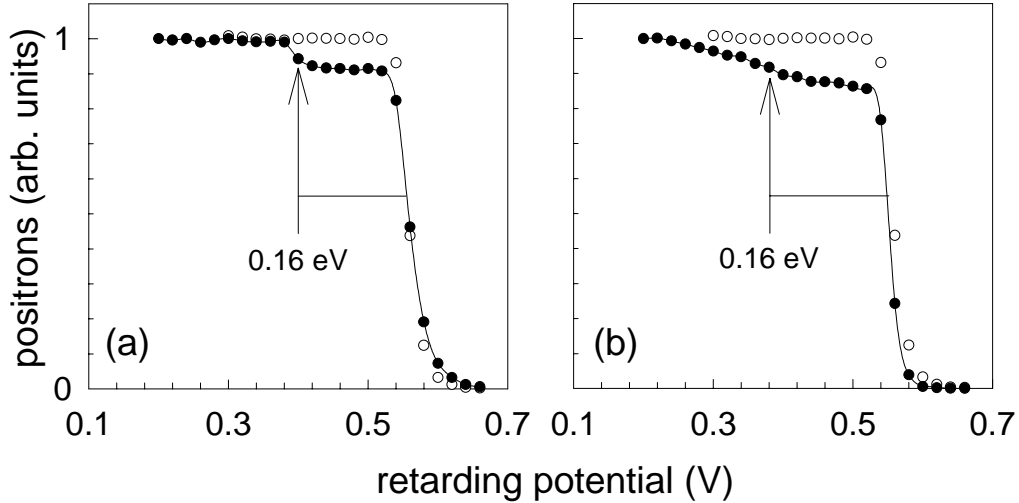 positrons (arb. units)
1
0
0.16 eV
(a)
0.1
0.3
0.5
0.7
0.16 eV
(b)
0.1
0.3
0.5
0.7
retarding potential (V)